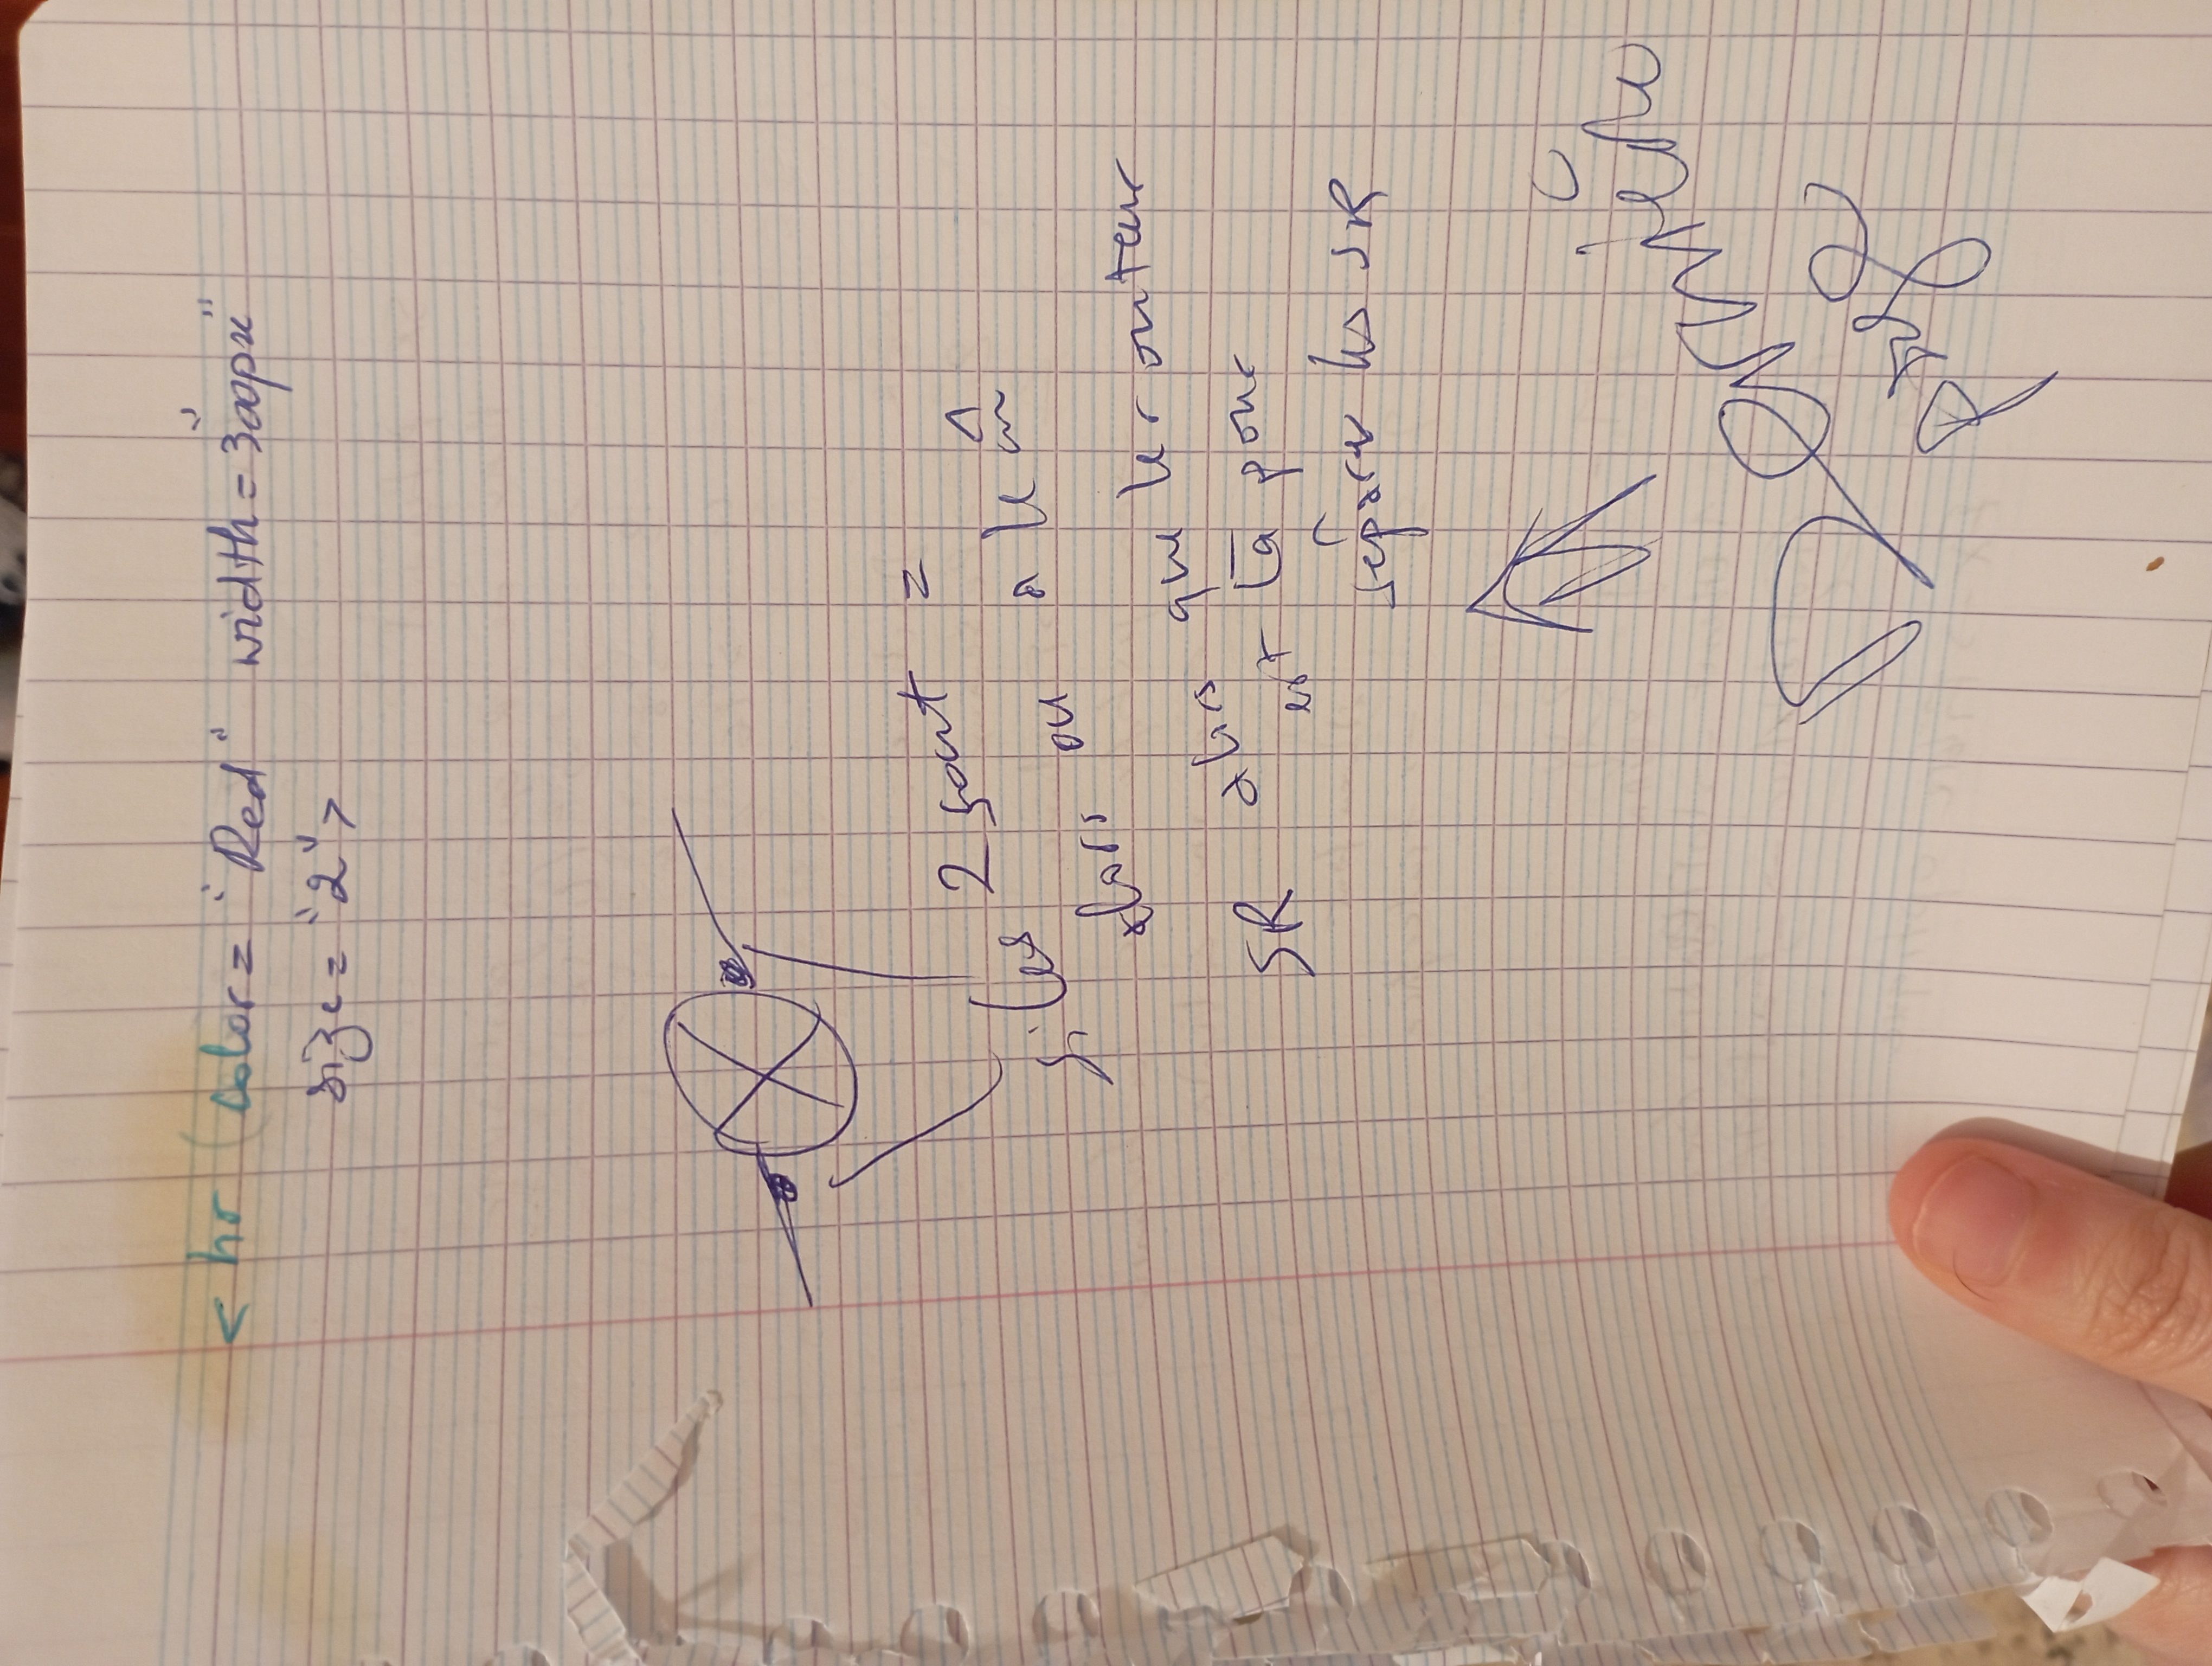 < hr (color = "Red" width = "300px"
size = "2">
si les 2 sont =
alors on a le m̂
SR alors que le routeur
est là pour
séparer les SR
Dernière
page